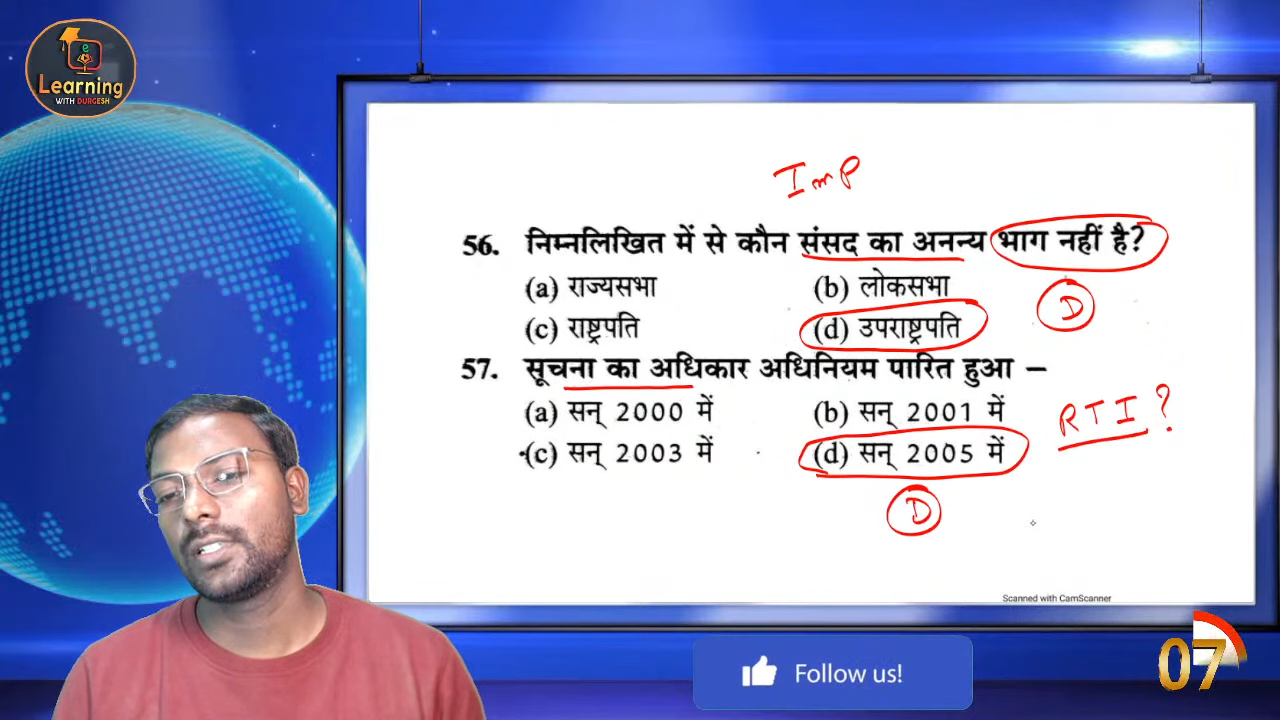 e
Learning
WITH DURGESH
Imp
56. निम्नलिखित में से कौन संसद का अनन्य भाग नहीं है?
(a) राज्यसभा (b) लोकसभा
(c) राष्ट्रपति (d) उपराष्ट्रपति
D
57. सूचना का अधिकार अधिनियम पारित हुआ –
(a) सन् 2000 में (b) सन् 2001 में
RTI?
(c) सन् 2003 में (d) सन् 2005 में
D
Scanned with CamScanner
Follow us!
07